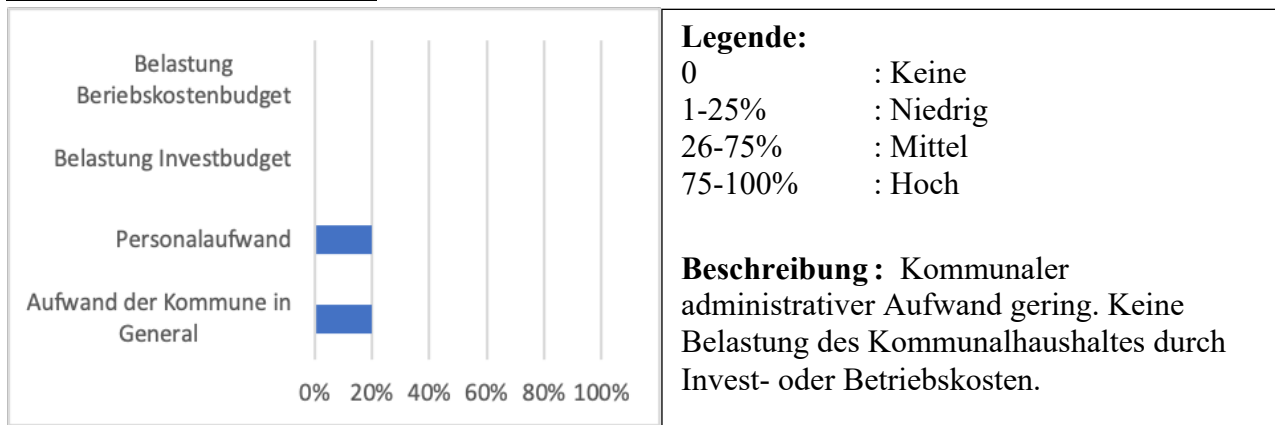 Belastung
Beriebskostenbudget
Belastung Investbudget
Personalaufwand
Aufwand der Kommune in
General
0% 20% 40% 60% 80% 100%
Legende:
0 : Keine
1-25% : Niedrig
26-75% : Mittel
75-100% : Hoch
Beschreibung : Kommunaler
administrativer Aufwand gering. Keine
Belastung des Kommunalhaushaltes durch
Invest- oder Betriebskosten.